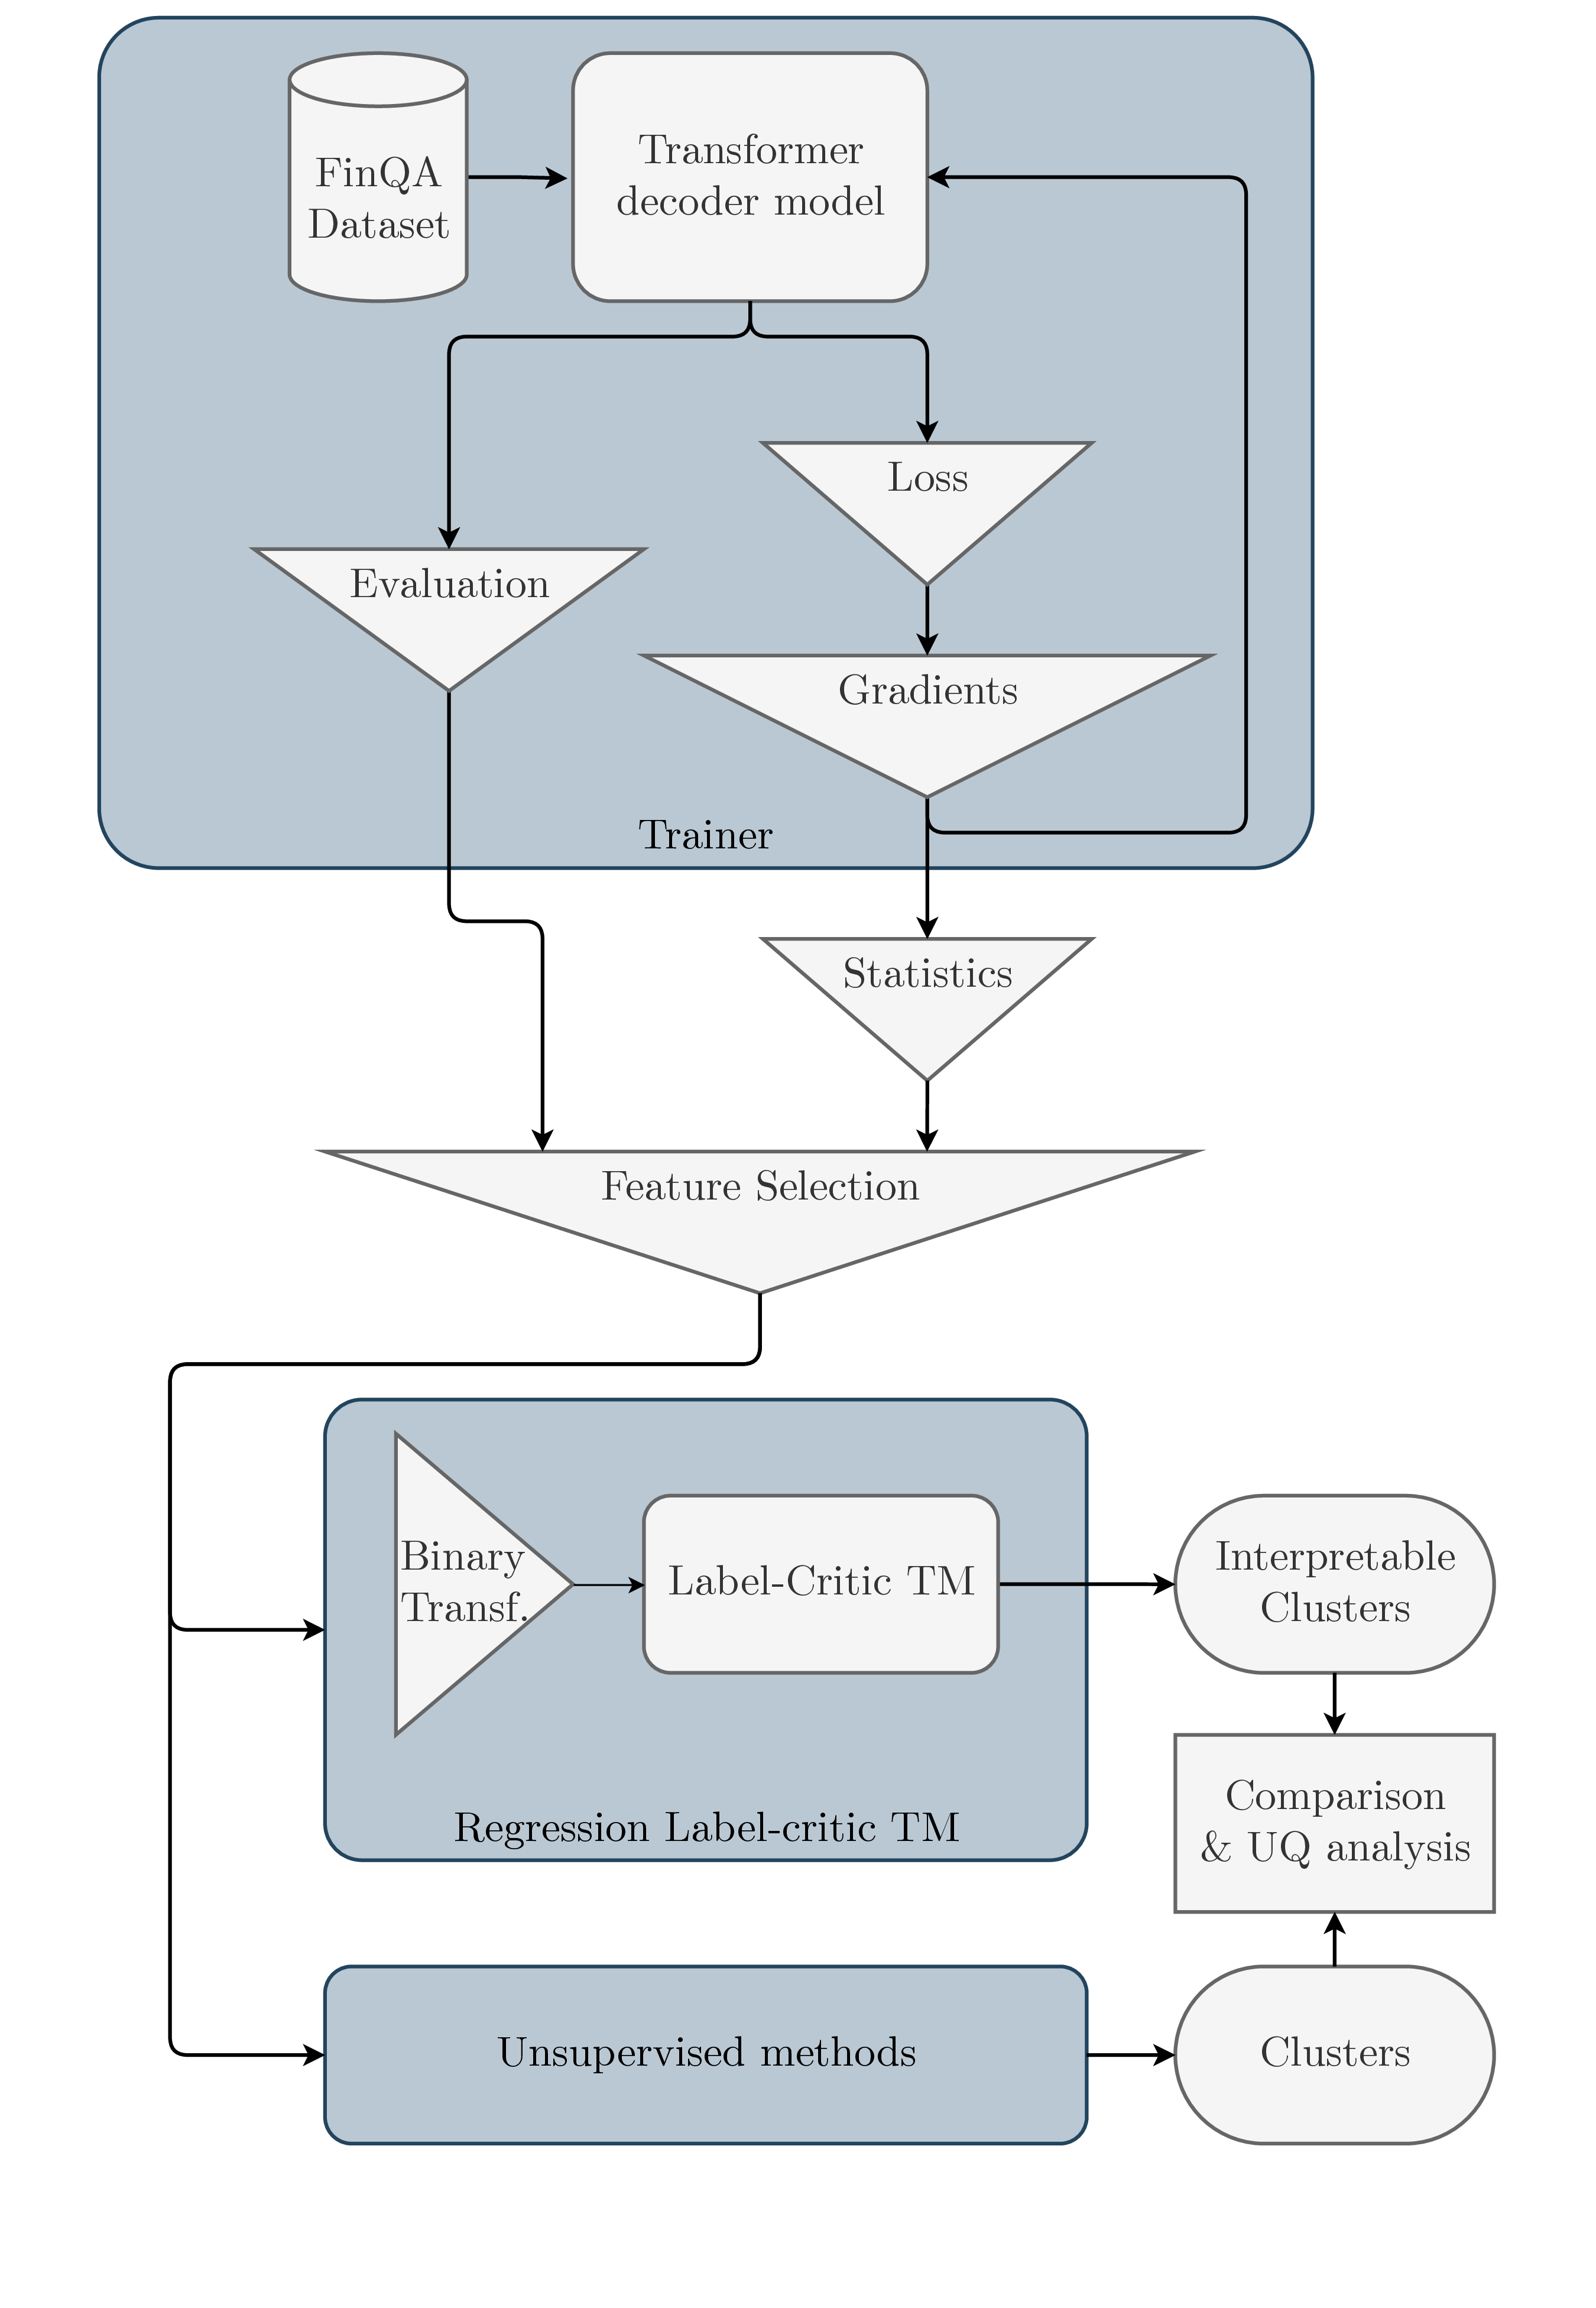 FinQA
Dataset
Transformer
decoder model
Loss
Evaluation
Gradients
Trainer
Statistics
Feature Selection
Binary
Transf.
Label-Critic TM
Interpretable
Clusters
Regression Label-critic TM
Comparison
& UQ analysis
Unsupervised methods
Clusters